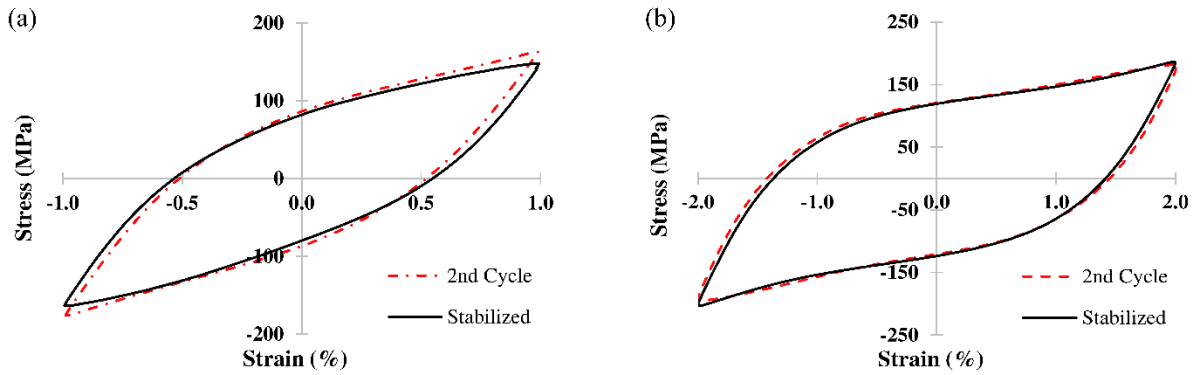 (a)
200
100
0
-100
-200
-1.0
-0.5
0.0
0.5
1.0
Stress (MPa)
Strain (%)
2nd Cycle
Stabilized
(b)
250
150
50
-50
-150
-250
-2.0
-1.0
0.0
1.0
2.0
Stress (MPa)
Strain (%)
2nd Cycle
Stabilized